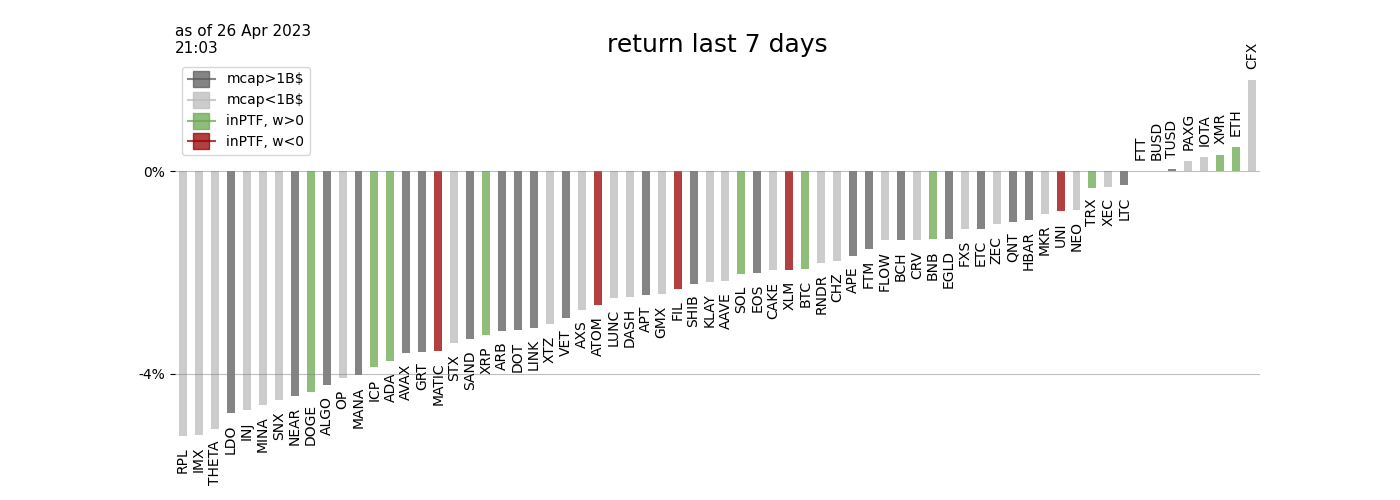 as of 26 Apr 2023
21:03
return last 7 days
mcap>1B$
mcap<1B$
inPTF, w>0
inPTF, w<0
0%
-4%
RPL
IMX
THETA
LDO
INJ
MINA
SNX
NEAR
DOGE
ALGO
OP
MANA
ICP
ADA
AVAX
GRT
MATIC
STX
SAND
XRP
ARB
DOT
LINK
XTZ
VET
AXS
ATOM
LUNC
DASH
APT
GMX
FIL
SHIB
KLAY
AAVE
SOL
EOS
CAKE
XLM
BTC
RNDR
CHZ
APE
FTM
FLOW
BCH
CRV
BNB
EGLD
FXS
ETC
ZEC
QNT
HBAR
MKR
UNI
NEO
TRX
XEC
LTC
FTT
BUSD
TUSD
PAXG
IOTA
XMR
ETH
CFX